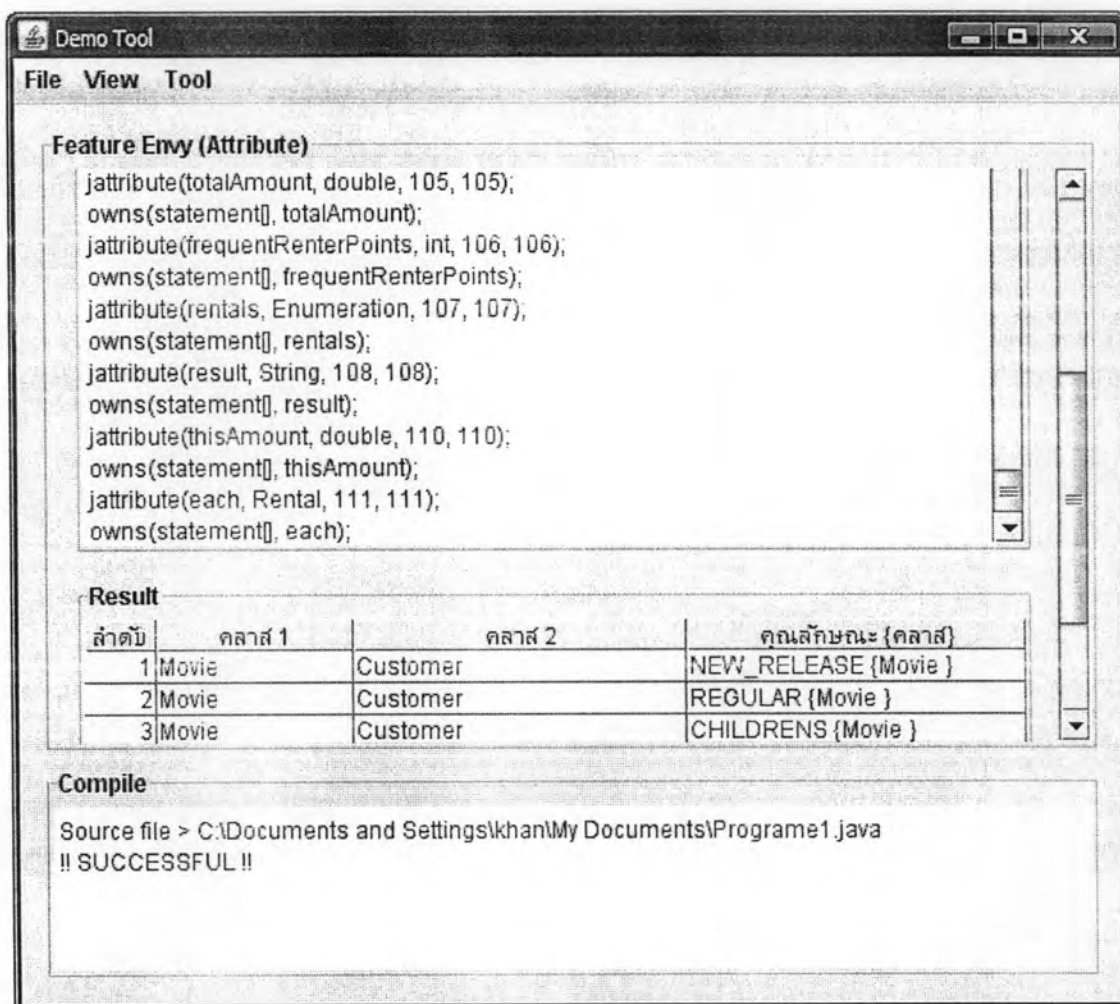 Demo Tool
File View Tool
Feature Envy (Attribute)
jattribute(totalAmount, double, 105, 105);
owns(statement[], totalAmount);
jattribute(frequentRenterPoints, int, 106, 106);
owns(statement[], frequentRenterPoints);
jattribute(rentals, Enumeration, 107, 107);
owns(statement[], rentals);
jattribute(result, String, 108, 108);
owns(statement[], result);
jattribute(thisAmount, double, 110, 110);
owns(statement[], thisAmount);
jattribute(each, Rental, 111, 111);
owns(statement[], each);
Result
ลำดับ คลาส 1 คลาส 2 คุณลักษณะ {คลาส}
1 Movie Customer NEW_RELEASE {Movie }
2 Movie Customer REGULAR {Movie }
3 Movie Customer CHILDRENS {Movie }
Compile
Source file > C:\Documents and Settings\khan\My Documents\Programe1.java
!! SUCCESSFUL !!